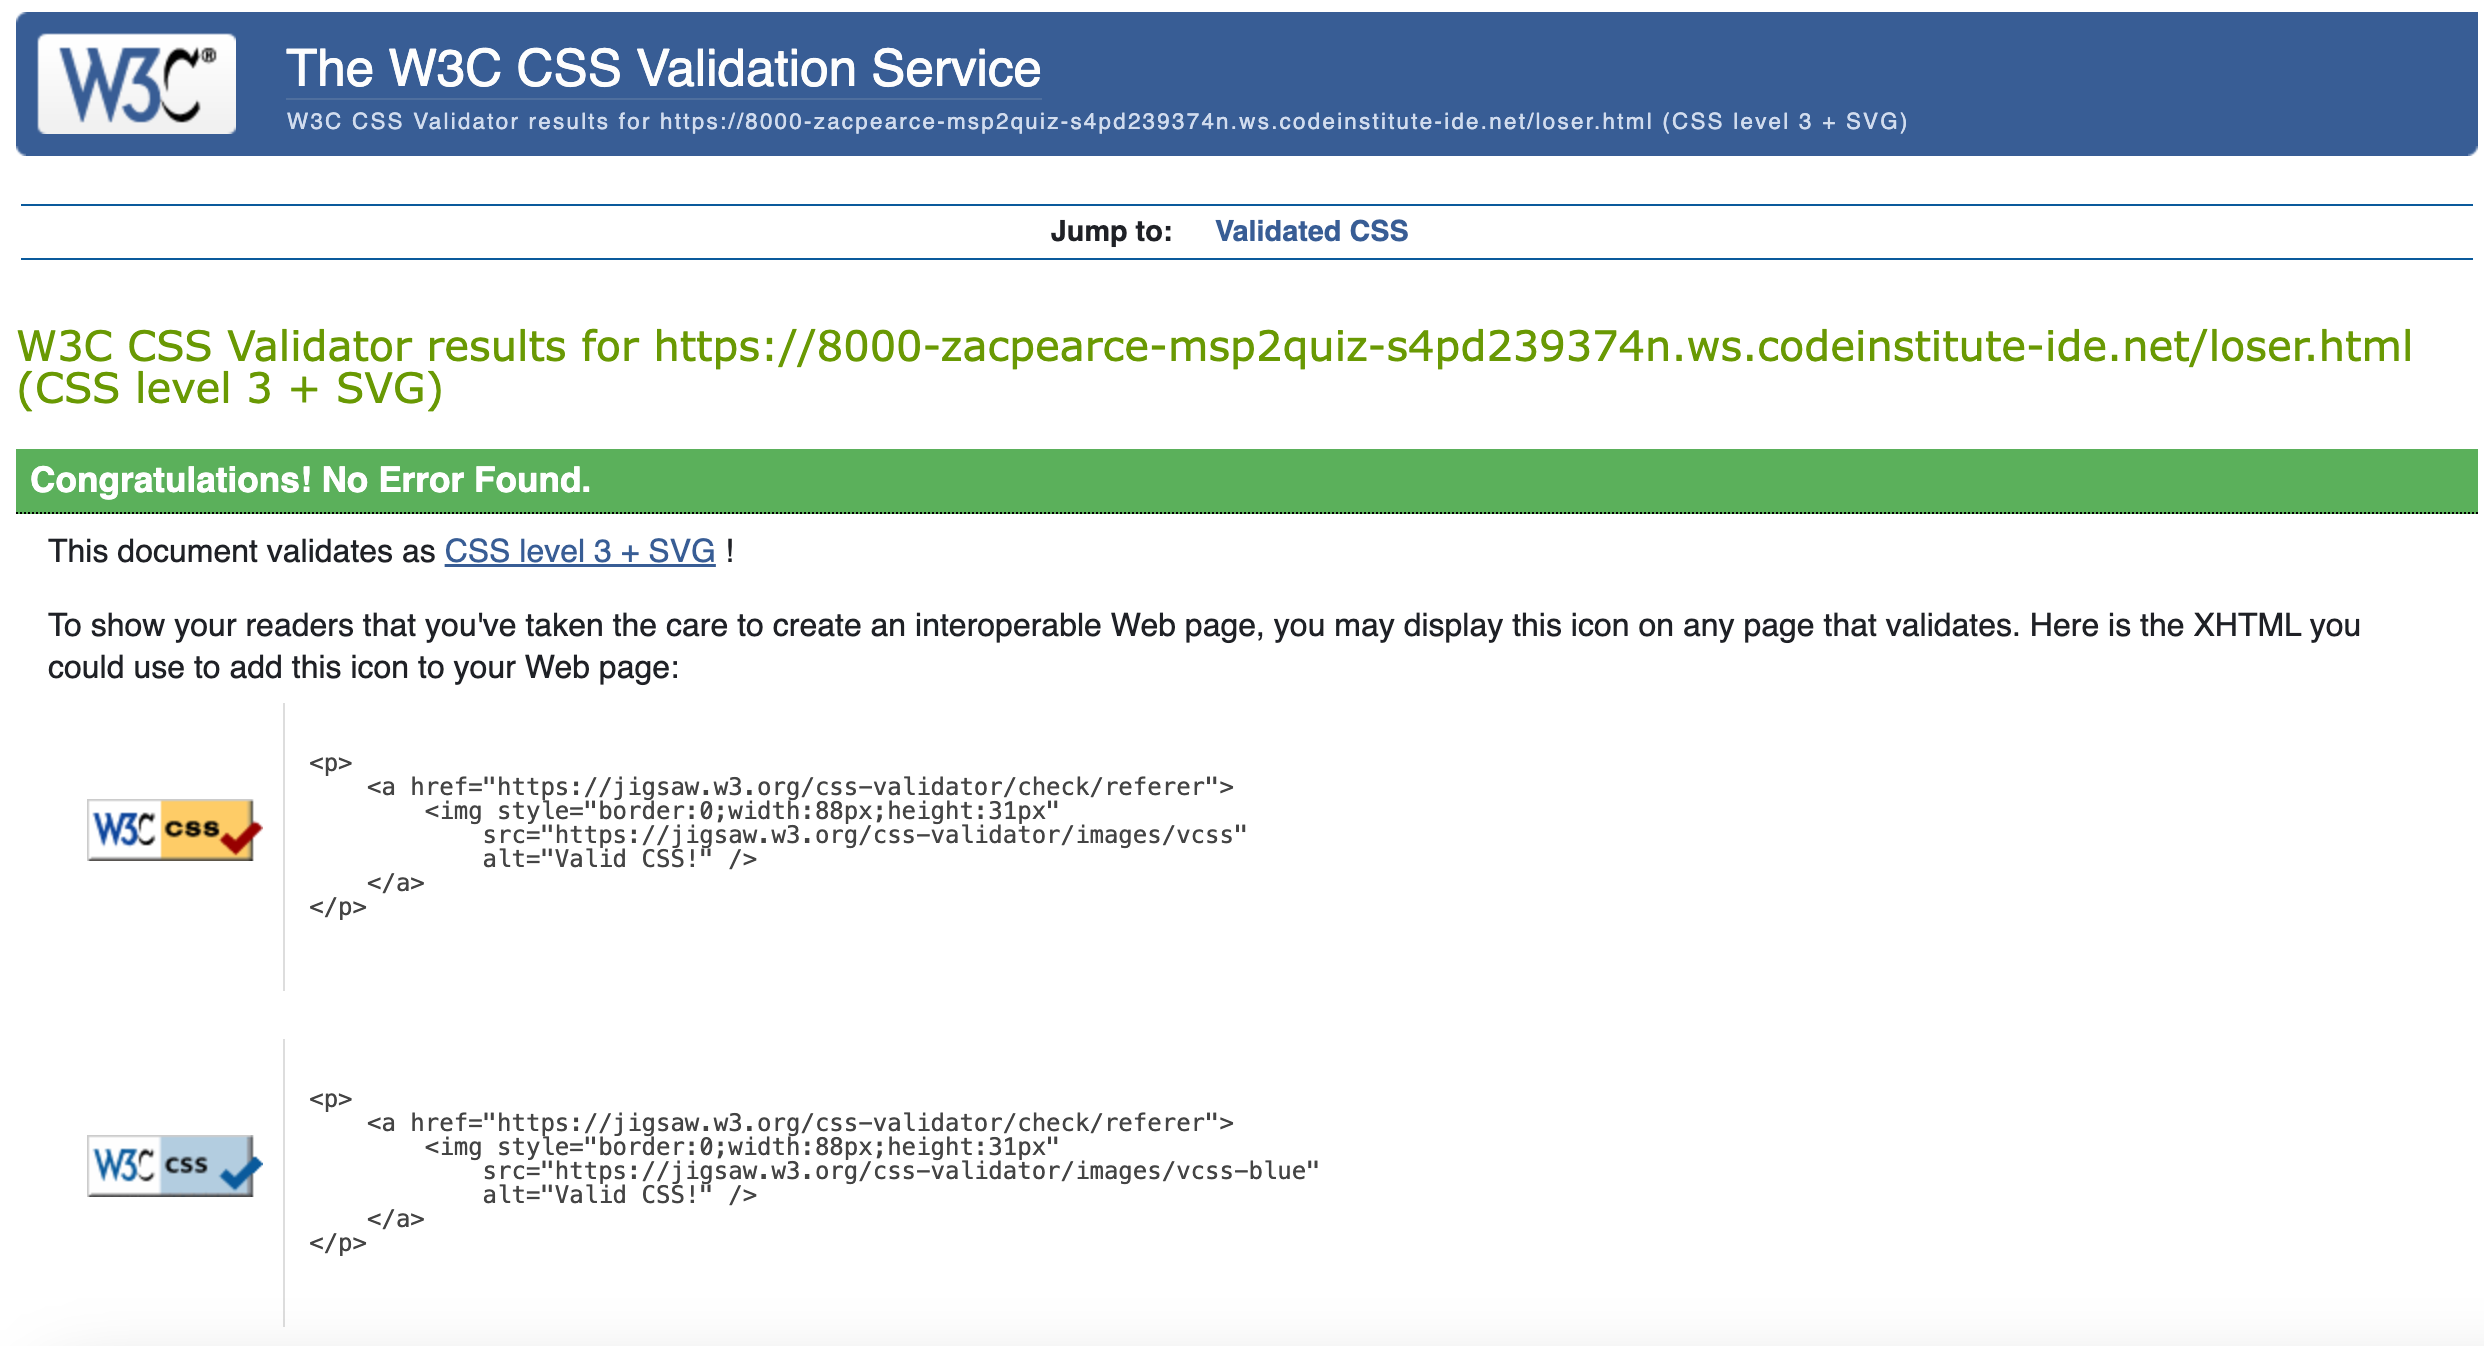 W3C®
The W3C CSS Validation Service
W3C CSS Validator results for https://8000-zacpearce-msp2quiz-s4pd239374n.ws.codeinstitute-ide.net/loser.html (CSS level 3 + SVG)
Jump to: Validated CSS
W3C CSS Validator results for https://8000-zacpearce-msp2quiz-s4pd239374n.ws.codeinstitute-ide.net/loser.html
(CSS level 3 + SVG)
Congratulations! No Error Found.
This document validates as CSS level 3 + SVG !
To show your readers that you've taken the care to create an interoperable Web page, you may display this icon on any page that validates. Here is the XHTML you
could use to add this icon to your Web page:
W3C css
<p>
<a href="https://jigsaw.w3.org/css-validator/check/referer">
<img style="border:0;width:88px;height:31px"
src="https://jigsaw.w3.org/css-validator/images/vcss"
alt="Valid CSS!" />
</a>
</p>
W3C css
<p>
<a href="https://jigsaw.w3.org/css-validator/check/referer">
<img style="border:0;width:88px;height:31px"
src="https://jigsaw.w3.org/css-validator/images/vcss-blue"
alt="Valid CSS!" />
</a>
</p>